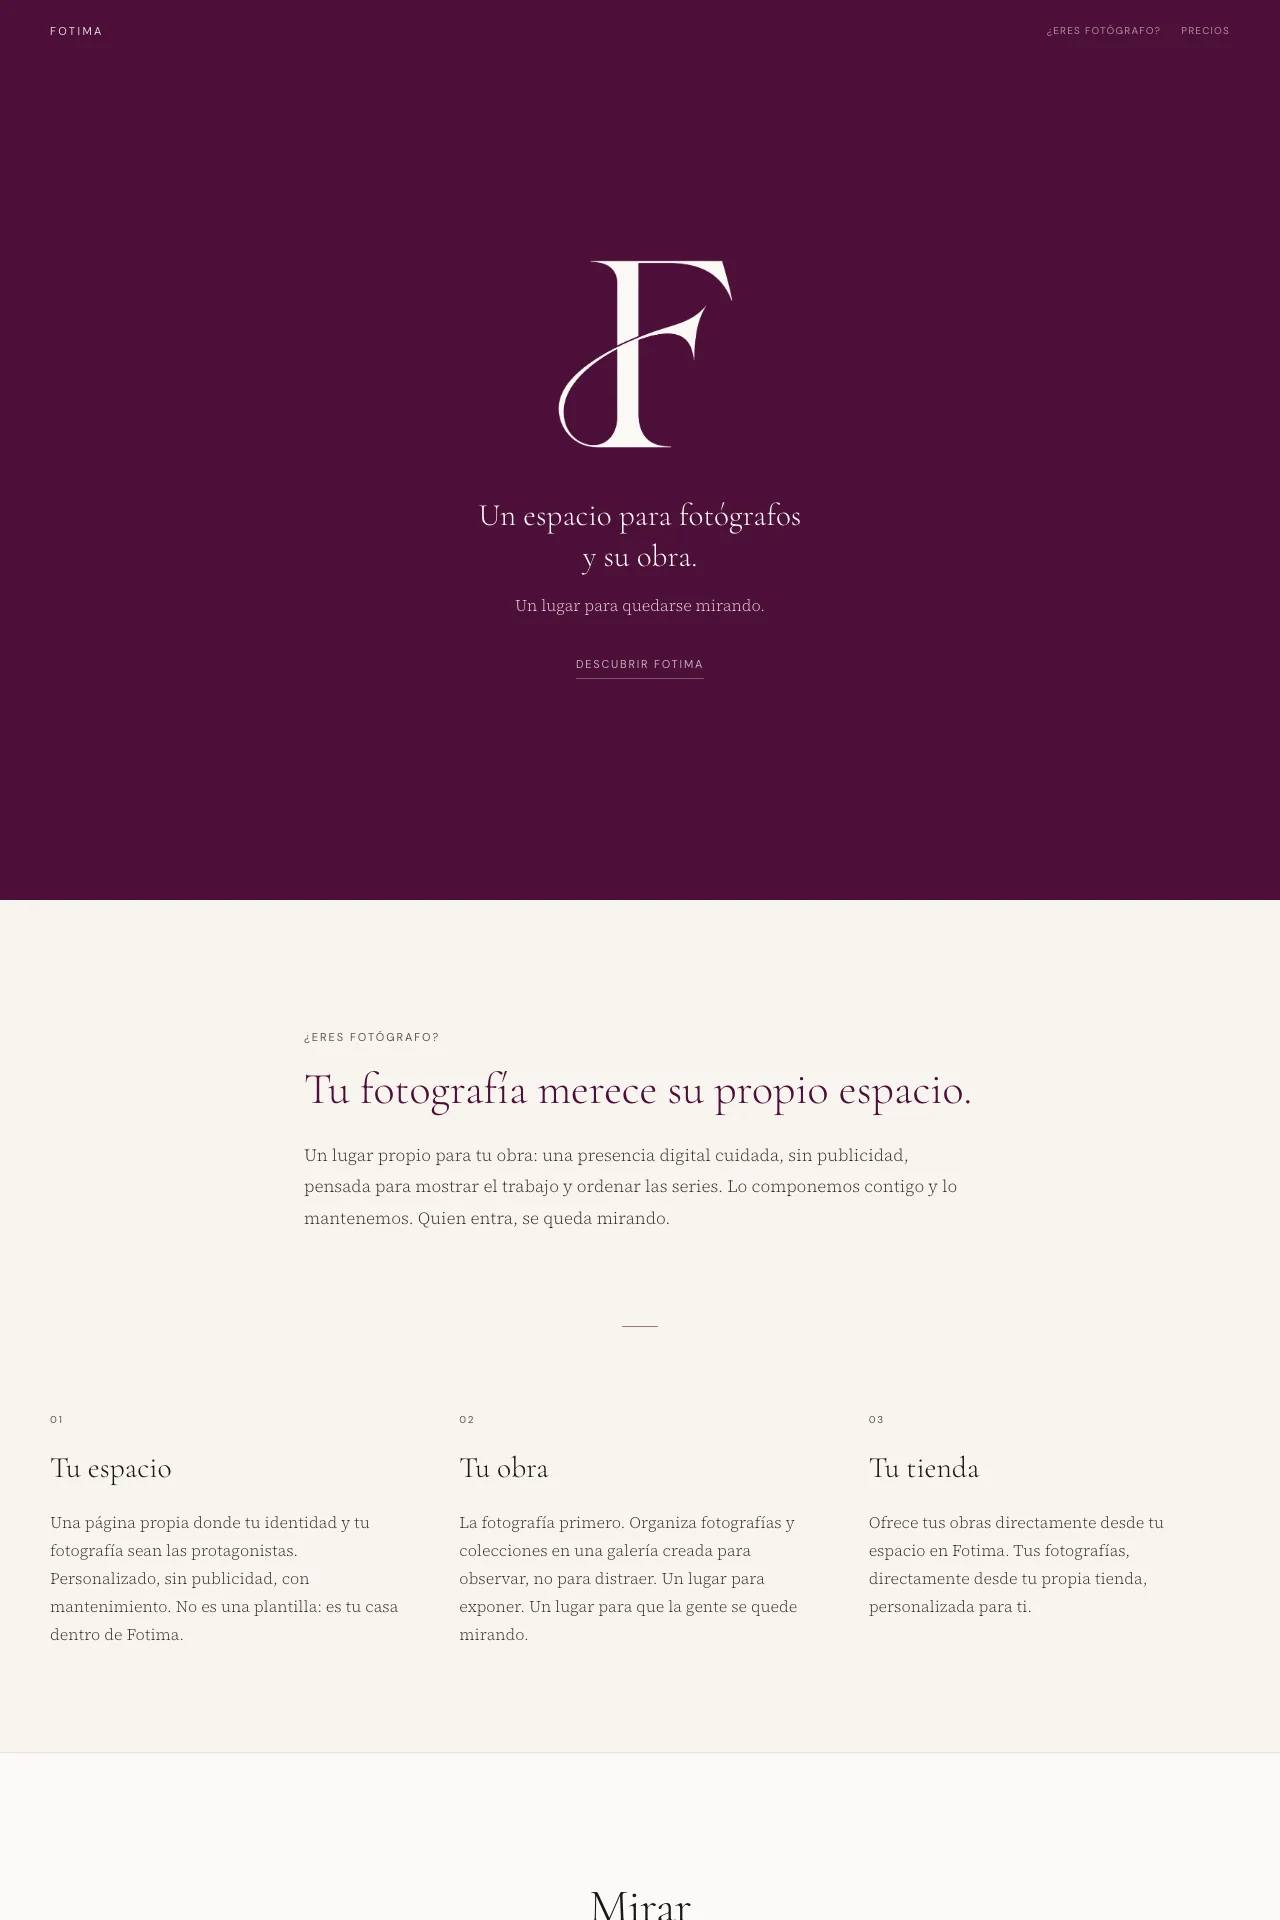 FOTIMA
¿ERES FOTÓGRAFO? PRECIOS
F
Un espacio para fotógrafos
y su obra.
Un lugar para quedarse mirando.
DESCUBRIR FOTIMA
¿ERES FOTÓGRAFO?
Tu fotografía merece su propio espacio.
Un lugar propio para tu obra: una presencia digital cuidada, sin publicidad,
pensada para mostrar el trabajo y ordenar las series. Lo componemos contigo y lo
mantenemos. Quien entra, se queda mirando.
01
Tu espacio
Una página propia donde tu identidad y tu
fotografía sean las protagonistas.
Personalizado, sin publicidad, con
mantenimiento. No es una plantilla: es tu casa
dentro de Fotima.
02
Tu obra
La fotografía primero. Organiza fotografías y
colecciones en una galería creada para
observar, no para distraer. Un lugar para
exponer. Un lugar para que la gente se quede
mirando.
03
Tu tienda
Ofrece tus obras directamente desde tu
espacio en Fotima. Tus fotografías,
directamente desde tu propia tienda,
personalizada para ti.
Mirar